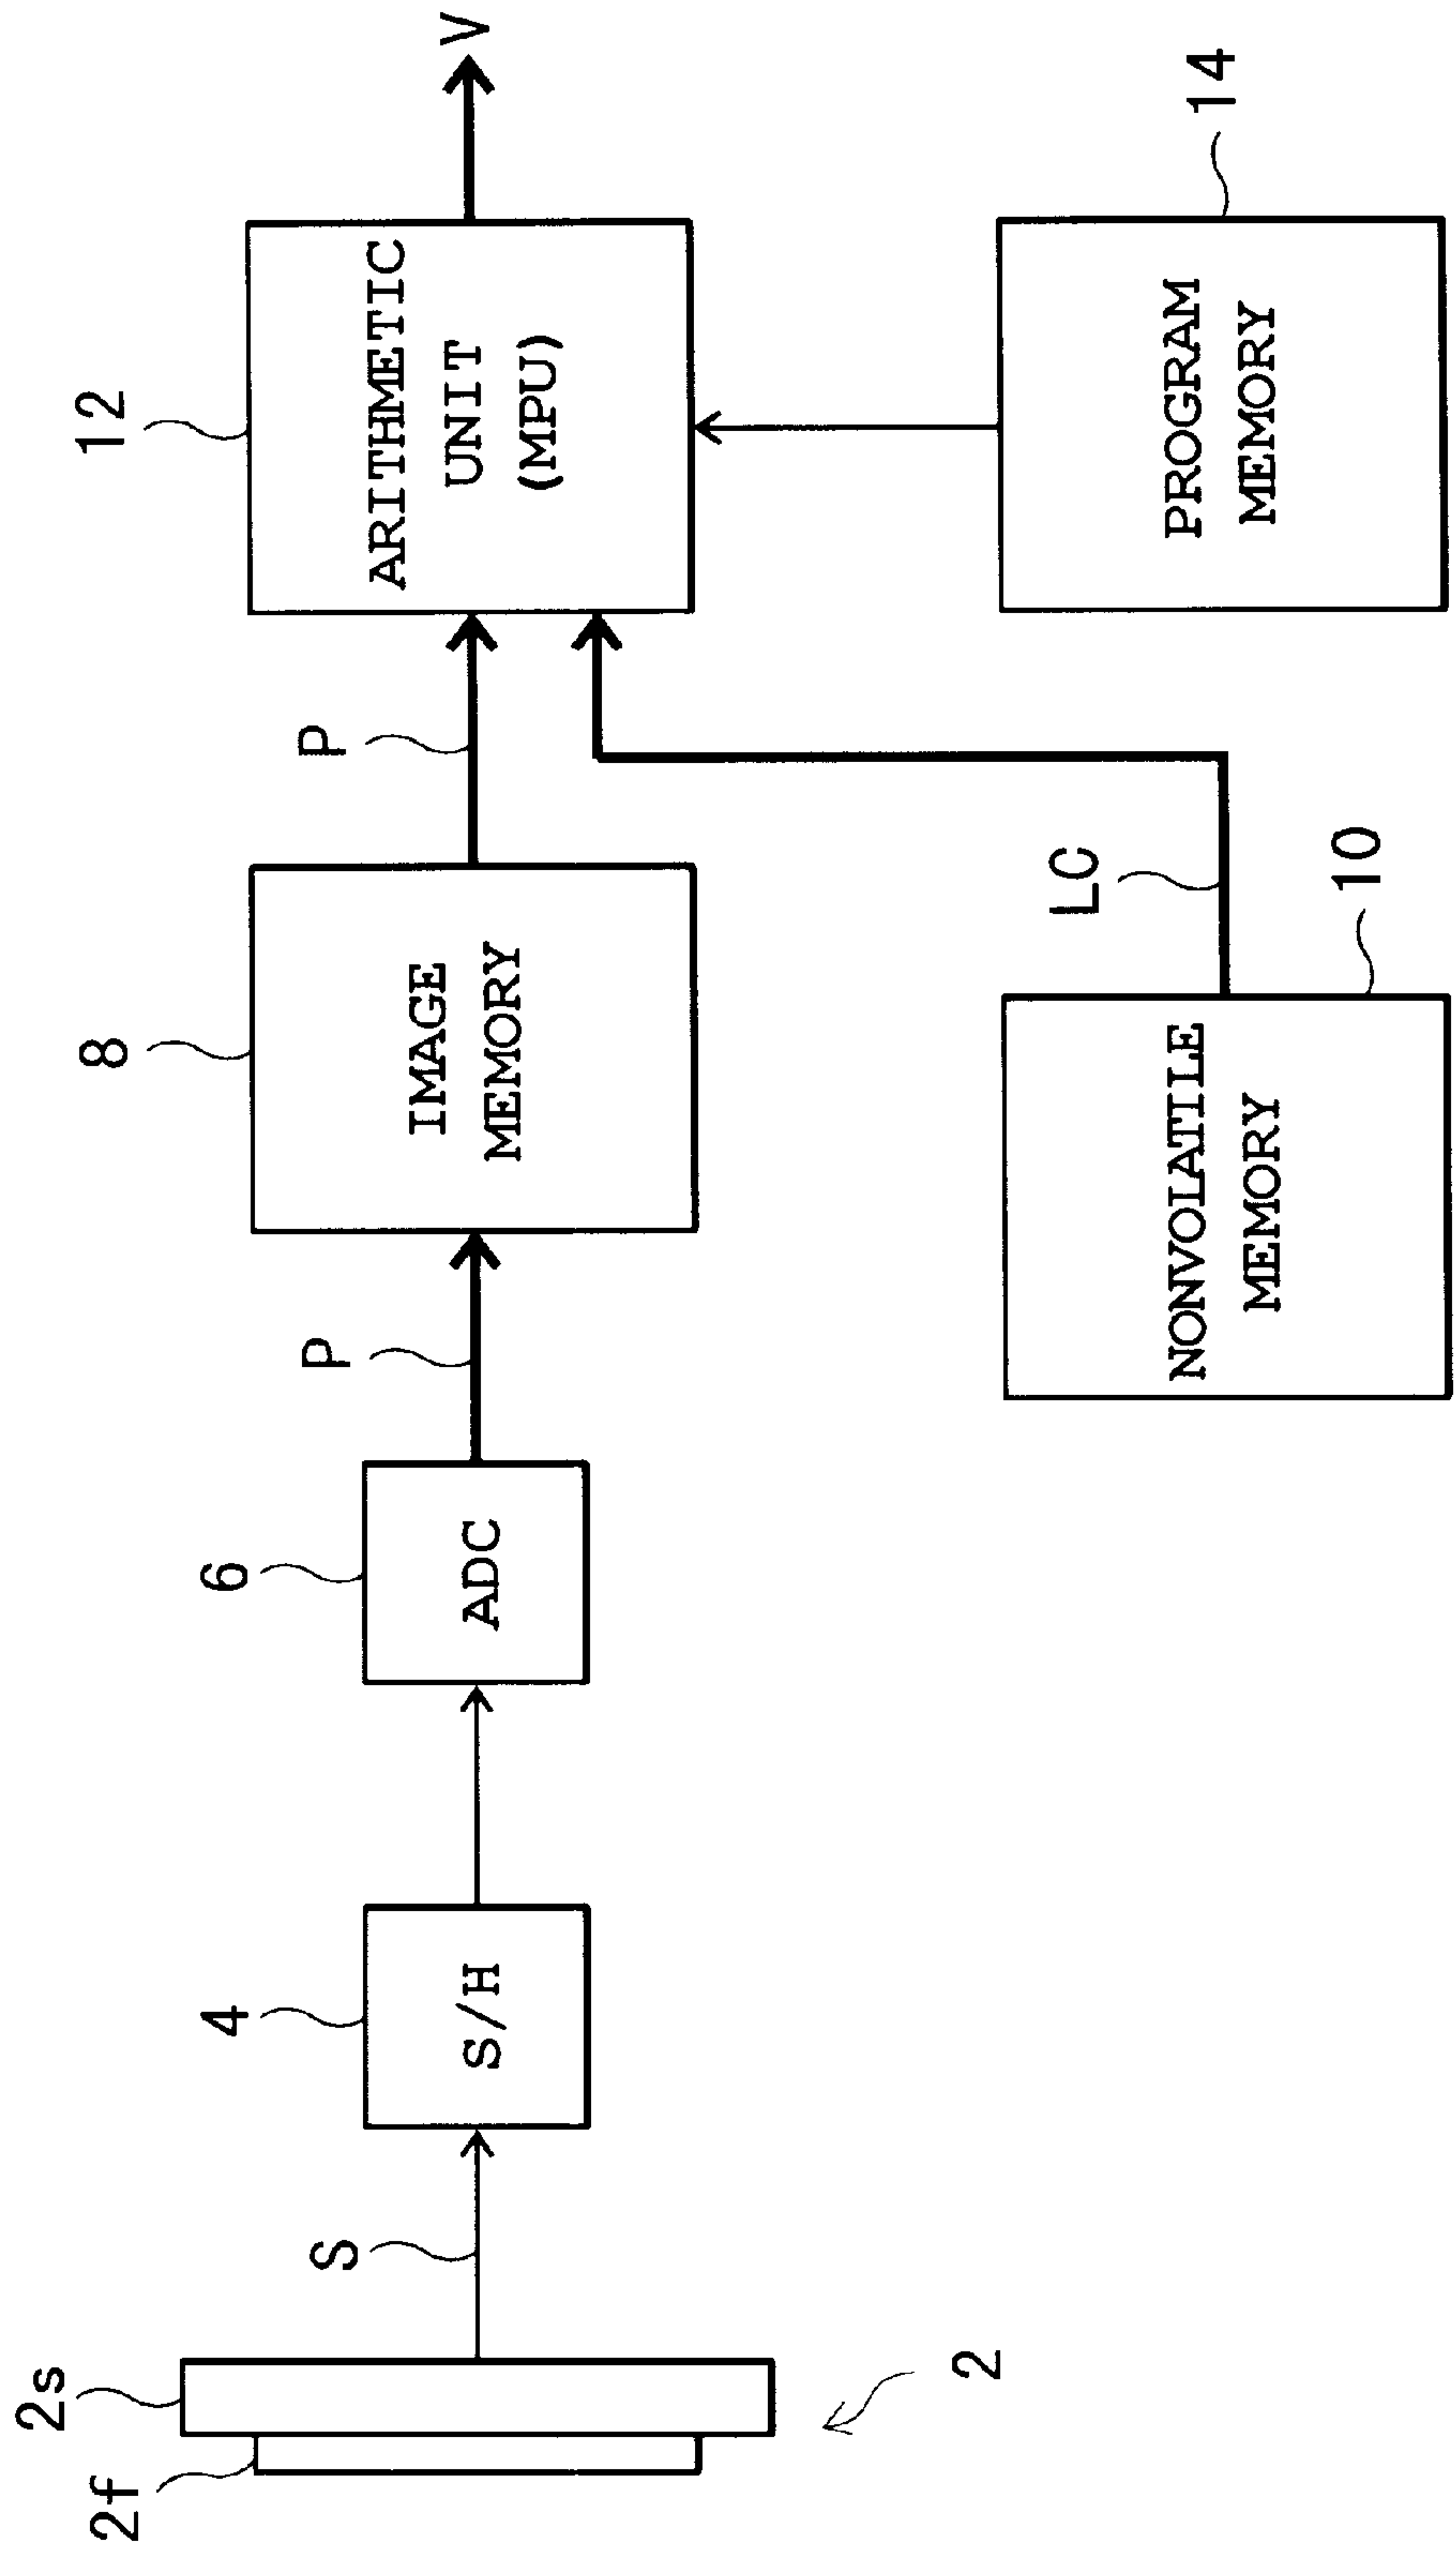 2s
2f
2
S
4
S/H
6
ADC
P
8
IMAGE
MEMORY
P
12
ARITHMETIC
UNIT
(MPU)
V
NONVOLATILE
MEMORY
10
LC
PROGRAM
MEMORY
14